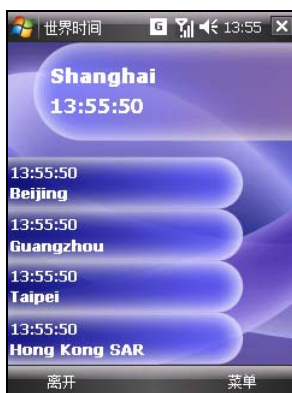 世界时间 G 13:55
Shanghai
13:55:50
13:55:50
Beijing
13:55:50
Guangzhou
13:55:50
Taipei
13:55:50
Hong Kong SAR
离开 菜单